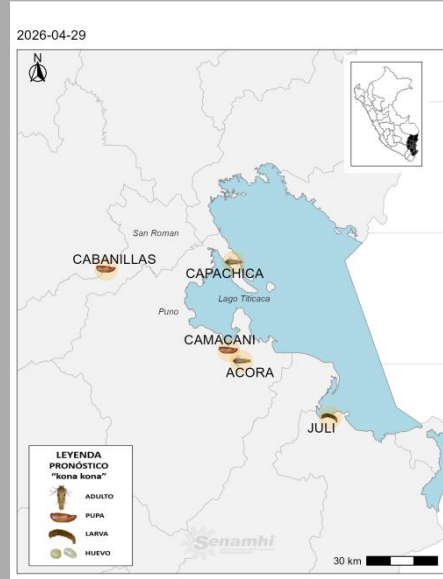 2026-04-29
N
San Roman
CABANILLAS
CAPACHICA
Lago Titicaca
Puno
CAMACANI
ACORA
JULI
LEYENDA
PRONÓSTICO
"kona kona"
ADULTO
PUPA
LARVA
HUEVO
Senamhi
30 km